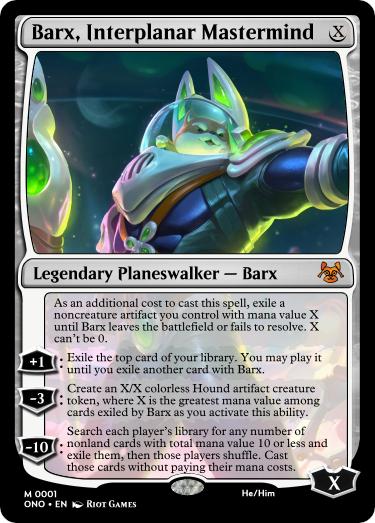 Barx, Interplanar Mastermind X
Legendary Planeswalker — Barx
As an additional cost to cast this spell, exile a
noncreature artifact you control with mana value X
until Barx leaves the battlefield or fails to resolve. X
can't be 0.
+1: Exile the top card of your library. You may play it
until you exile another card with Barx.
-3: Create an X/X colorless Hound artifact creature
token, where X is the greatest mana value among
cards exiled by Barx as you activate this ability.
-10: Search each player's library for any number of
nonland cards with total mana value 10 or less and
exile them, then those players shuffle. Cast
those cards without paying their mana costs.
X
M 0001 He/Him
ONO • EN Riot Games